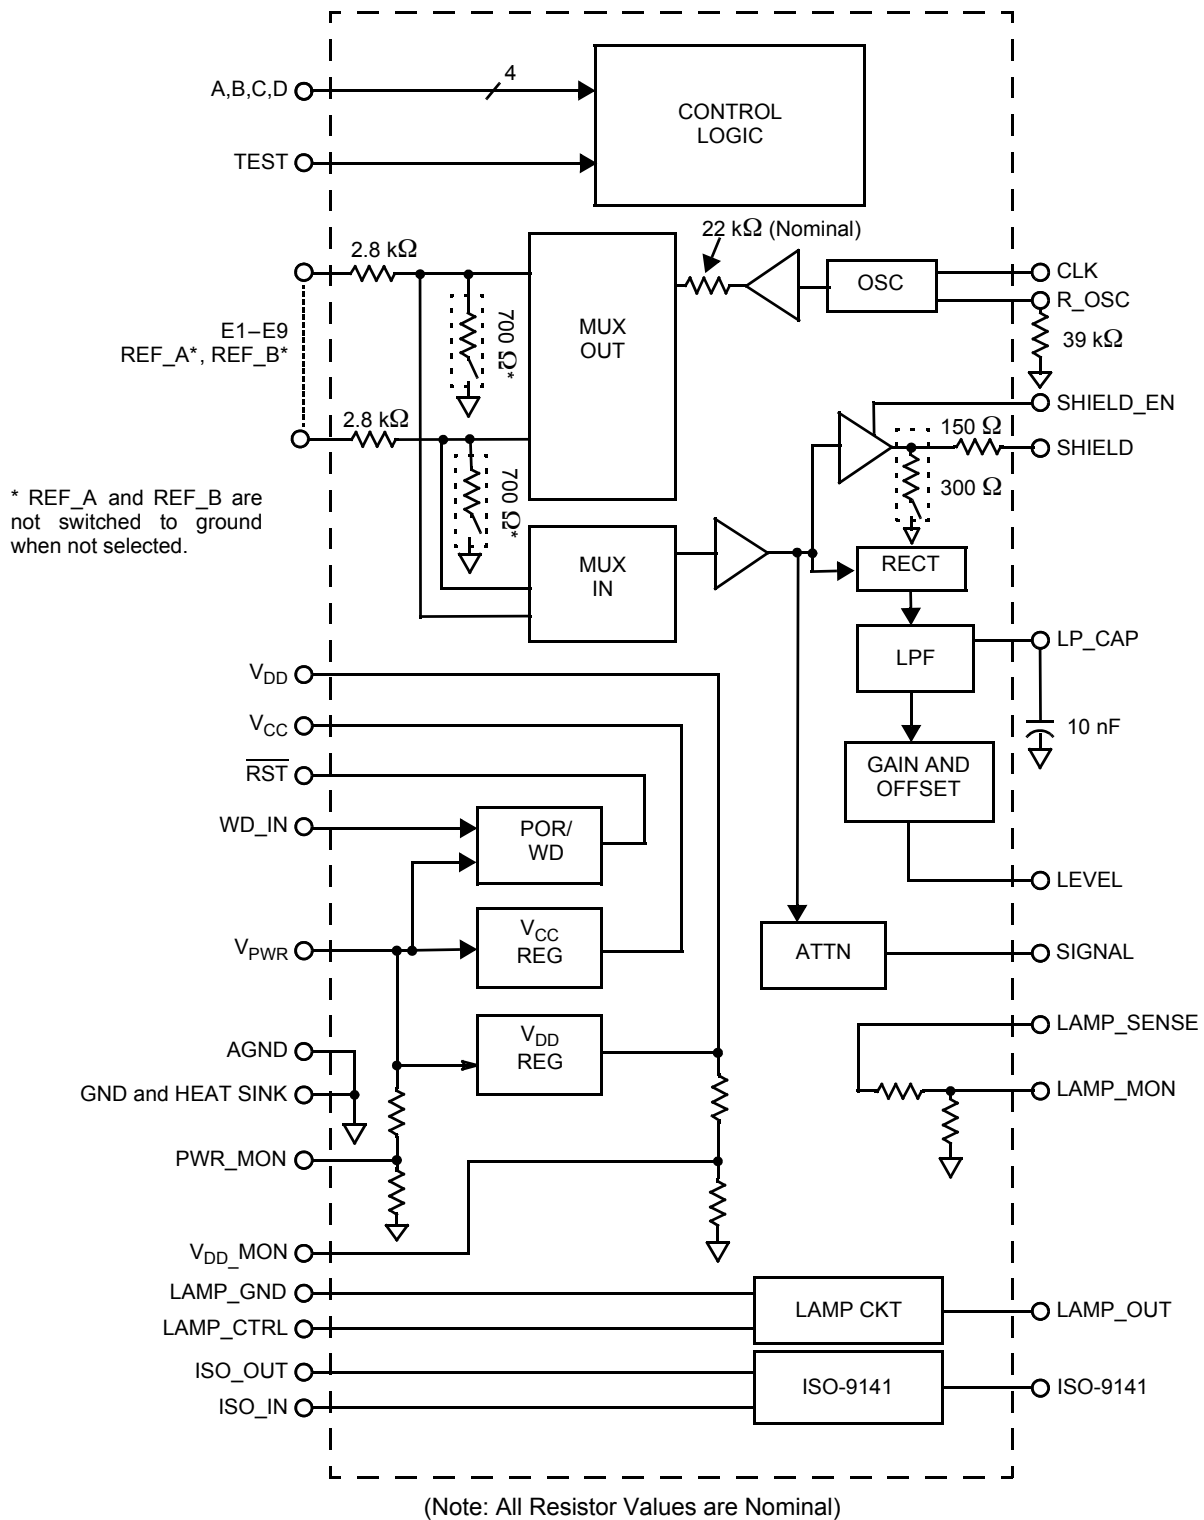 A,B,C,D
4
CONTROL
LOGIC
TEST
22 kΩ (Nominal)
2.8 kΩ
MUX
OUT
OSC
CLK
R_OSC
39 kΩ
E1–E9
REF_A*, REF_B*
700 Ω*
2.8 kΩ
SHIELD_EN
150 Ω
SHIELD
300 Ω
700 Ω*
* REF_A and REF_B are
not switched to ground
when not selected.
MUX
IN
RECT
LPF
LP_CAP
10 nF
GAIN AND
OFFSET
VDD
VCC
RST
WD_IN
POR/
WD
LEVEL
VPWR
VCC
REG
ATTN
SIGNAL
AGND
VDD
REG
LAMP_SENSE
GND and HEAT SINK
LAMP_MON
PWR_MON
VDD_MON
LAMP_GND
LAMP_CTRL
LAMP CKT
LAMP_OUT
ISO_OUT
ISO_IN
ISO-9141
ISO-9141
(Note: All Resistor Values are Nominal)